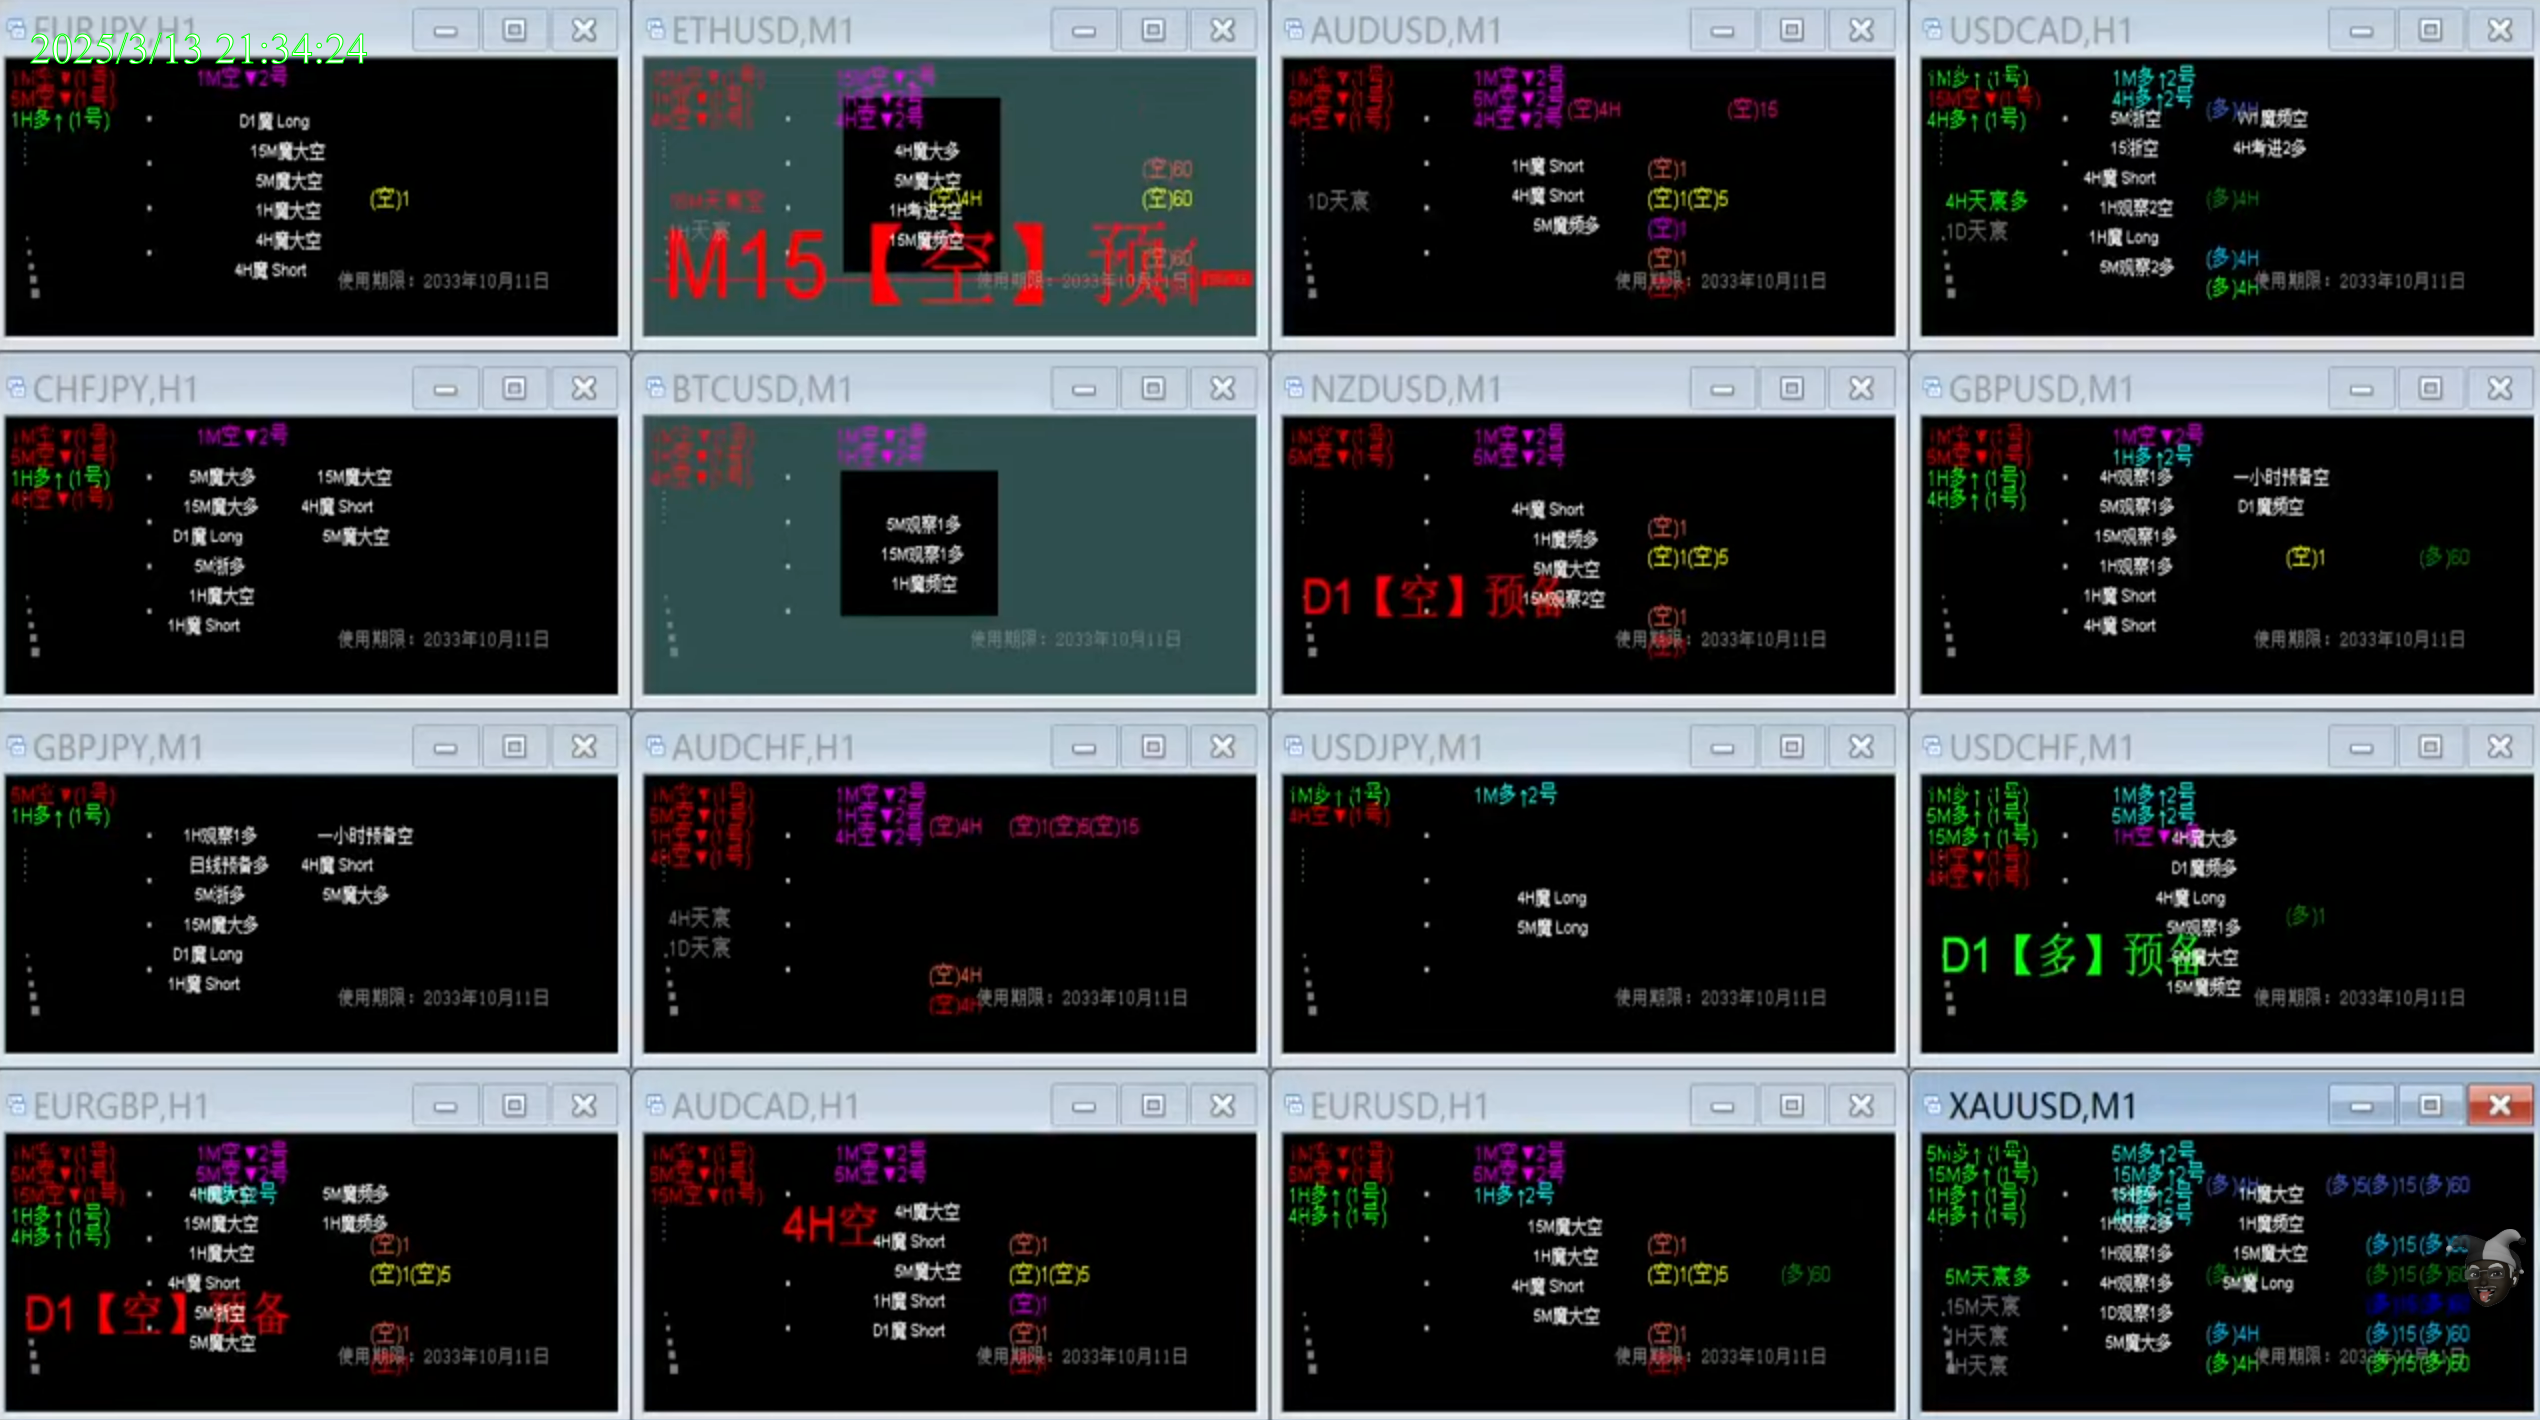 EURJPY,H1
2025/3/13 21:34:24
1M空▼(1号)
5M空▼(1号)
1H多↑(1号)
1M空▼2号
D1魔 Long
15M魔大空
5M魔大空
1H魔大空
4H魔大空
4H魔 Short
(空)1
使用期限：2033年10月11日
ETHUSD,M1
15M空▼(1号)
1H空▼(1号)
4H空▼(1号)
15M空▼2号
1H空▼2号
4H空▼2号
4H魔大多
5M魔大空
1H考进2空
15M魔频空
(空)4H
(空)60
(空)60
(空)60
15M天宸空
1H天宸
M15【空】预
使用期限：2033年10月11日
AUDUSD,M1
1M空▼(1号)
5M空▼(1号)
4H空▼(1号)
1M空▼2号
5M空▼2号
4H空▼2号
(空)4H
(空)15
1H魔 Short
4H魔 Short
5M魔频多
1D天宸
(空)1
(空)1(空)5
(空)1
(空)1
使用期限：2033年10月11日
USDCAD,H1
1M多↑(1号)
15M空▼(1号)
4H多↑(1号)
1M多↑2号
4H多↑2号
(多)4H
5M浙空
15浙空
4H魔 Short
1H观察2空
1H魔 Long
5M观察2多
W1魔频空
4H考进2多
4H天宸多
1D天宸
(多)4H
(多)4H
(多)4H
使用期限：2033年10月11日
CHFJPY,H1
1M空▼(1号)
5M空▼(1号)
1H多↑(1号)
4H空▼(1号)
1M空▼2号
5M魔大多
15M魔大多
D1魔 Long
5M浙多
1H魔大空
1H魔 Short
15M魔大空
4H魔 Short
5M魔大空
使用期限：2033年10月11日
BTCUSD,M1
1M空▼(1号)
1H空▼(1号)
4H空▼(1号)
1M空▼2号
1H空▼2号
5M观察1多
15M观察1多
1H魔频空
使用期限：2033年10月11日
NZDUSD,M1
1M空▼(1号)
5M空▼(1号)
1M空▼2号
5M空▼2号
4H魔 Short
1H魔频多
5M魔大空
15M观察2空
D1【空】预备
(空)1
(空)1(空)5
(空)1
(空)1
使用期限：2033年10月11日
GBPUSD,M1
1M空▼(1号)
5M空▼(1号)
1H多↑(1号)
4H多↑(1号)
1M空▼2号
1H多↑2号
4H观察1多
5M观察1多
15M观察1多
1H观察1多
1H魔 Short
4H魔 Short
一小时预备空
D1魔频空
(空)1
(多)60
使用期限：2033年10月11日
GBPJPY,M1
5M空▼(1号)
1H多↑(1号)
1H观察1多
日线预备多
5M浙多
15M魔大多
D1魔 Long
1H魔 Short
一小时预备空
4H魔 Short
5M魔大多
使用期限：2033年10月11日
AUDCHF,H1
1M空▼(1号)
5M空▼(1号)
1H空▼(1号)
4H空▼(1号)
1M空▼2号
1H空▼2号
4H空▼2号
(空)4H
(空)1(空)5(空)15
4H天宸
1D天宸
(空)4H
(空)4H
使用期限：2033年10月11日
USDJPY,M1
1M多↑(1号)
4H空▼(1号)
1M多↑2号
4H魔 Long
5M魔 Long
使用期限：2033年10月11日
USDCHF,M1
1M多↑(1号)
5M多↑(1号)
15M多↑(1号)
1H空▼(1号)
4H空▼(1号)
1M多↑2号
5M多↑2号
1H空▼
4H魔大多
D1魔频多
4H魔 Long
5M观察1多
5M魔大空
15M魔频空
D1【多】预备
(多)1
使用期限：2033年10月11日
EURGBP,H1
1M空▼(1号)
5M空▼(1号)
15M空▼(1号)
1H多↑(1号)
4H多↑(1号)
1M空▼2号
5M空▼2号
4H魔大空
15M魔大空
1H魔大空
4H魔 Short
5M浙空
5M魔大空
5M魔频多
1H魔频多
D1【空】预备
(空)1
(空)1(空)5
(空)1
(空)1
使用期限：2033年10月11日
AUDCAD,H1
1M空▼(1号)
5M空▼(1号)
15M空▼(1号)
1M空▼2号
5M空▼2号
4H空
4H魔大空
4H魔 Short
5M魔大空
1H魔 Short
D1魔 Short
(空)1
(空)1(空)5
(空)1
(空)1
使用期限：2033年10月11日
EURUSD,H1
1M空▼(1号)
5M空▼(1号)
1H多↑(1号)
4H多↑(1号)
1M空▼2号
5M空▼2号
1H多↑2号
15M魔大空
1H魔大空
4H魔 Short
5M魔大空
(空)1
(空)1(空)5
(多)60
(空)1
(空)1
使用期限：2033年10月11日
XAUUSD,M1
5M多↑(1号)
15M多↑(1号)
1H多↑(1号)
4H多↑(1号)
5M多↑2号
15M多↑2号
(多)4H
(多)5(多)15(多)60
1H观察2多
1H观察1多
4H观察1多
1D观察1多
5M魔大多
1H魔大空
1H魔频空
15M魔大空
5M魔 Long
5M天宸多
15M天宸
1H天宸
4H天宸
(多)15(多)60
(多)15(多)60
(多)15(多)60
(多)4H
(多)15(多)60
(多)4H
(多)15(多)60
使用期限：2033年10月11日